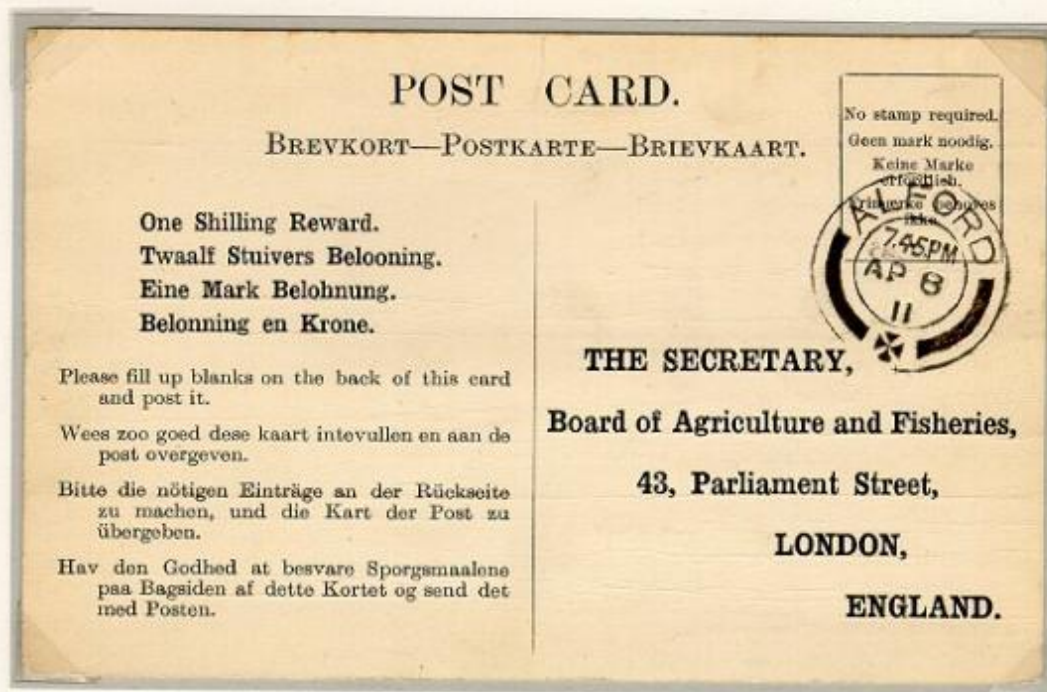 POST CARD.
BREVKORT—POSTKARTE—BRIEVKAART.
No stamp required.
Geen mark noodig.
Keine Marke
erfordlich.
Frimærke behoves
ikke
ALFORD
7.45PM
AP 8
11
One Shilling Reward.
Twaalf Stuivers Belooning.
Eine Mark Belohnung.
Belonning en Krone.
Please fill up blanks on the back of this card
and post it.
Wees zoo goed dese kaart intevullen en aan de
post overgeven.
Bitte die nötigen Einträge an der Rückseite
zu machen, und die Kart der Post zu
übergeben.
Hav den Godhed at besvare Sporgsmaalene
paa Bagsiden af dette Kortet og send det
med Posten.
THE SECRETARY,
Board of Agriculture and Fisheries,
43, Parliament Street,
LONDON,
ENGLAND.